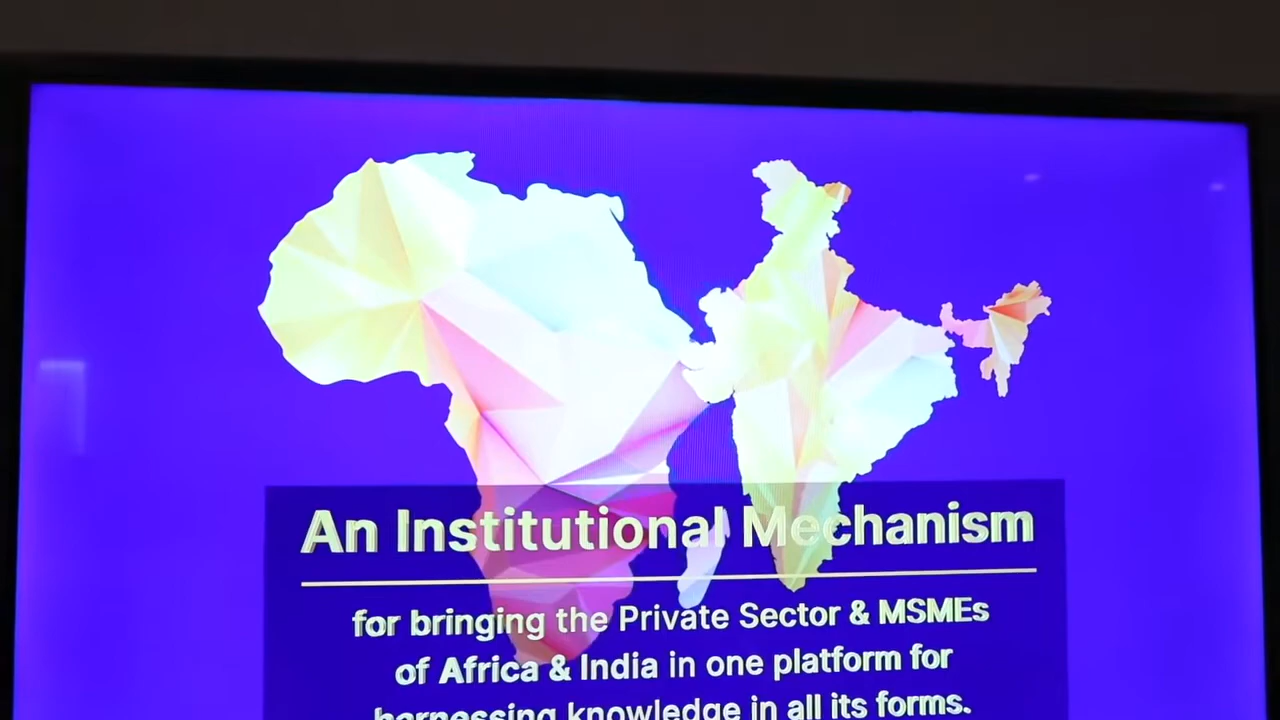 An Institutional Mechanism
for bringing the Private Sector & MSMEs
of Africa & India in one platform for
harnessing knowledge in all its forms.